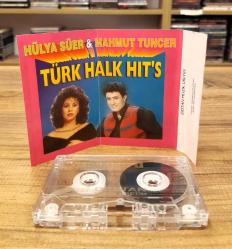 HÜLYA SÜER & MAHMUT TUNCER
TÜRK HALK HIT'S